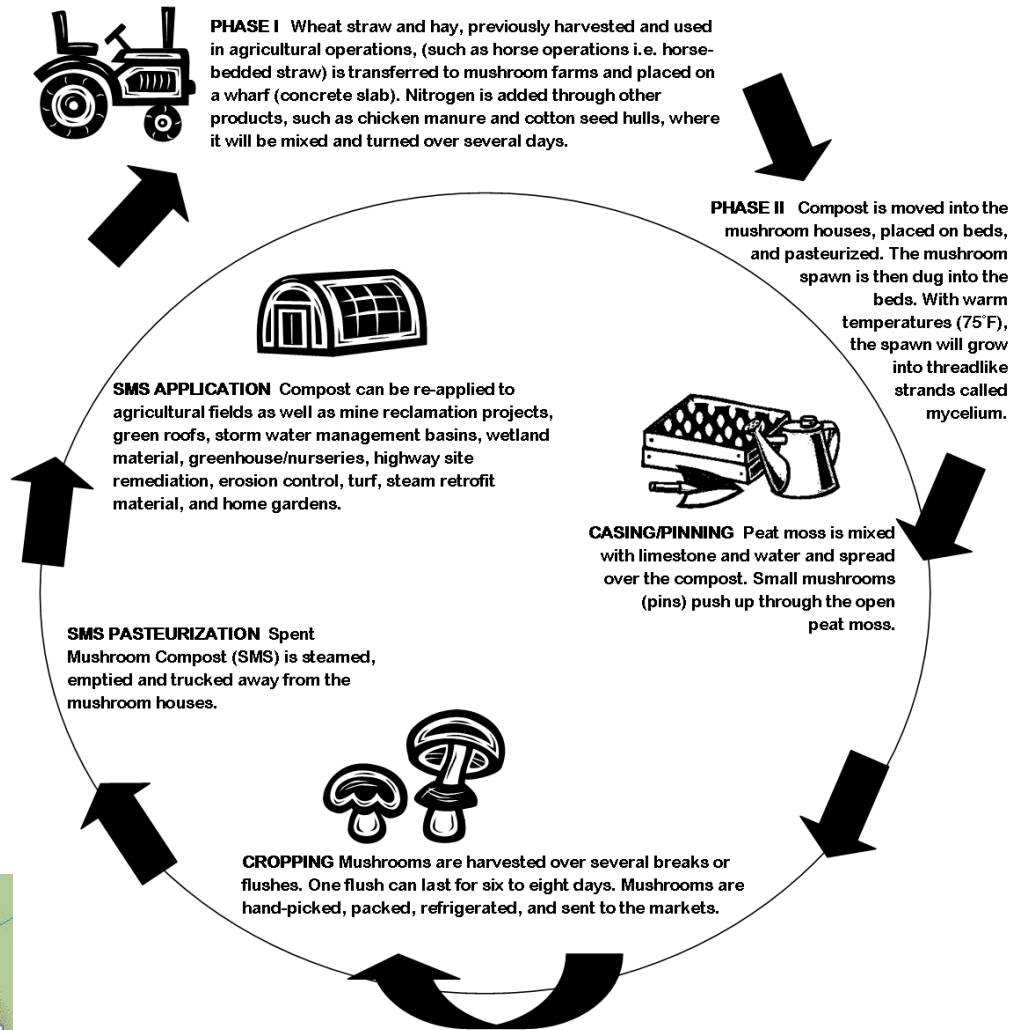 PHASE I Wheat straw and hay, previously harvested and used
in agricultural operations, (such as horse operations i.e. horse-
bedded straw) is transferred to mushroom farms and placed on
a wharf (concrete slab). Nitrogen is added through other
products, such as chicken manure and cotton seed hulls, where
it will be mixed and turned over several days.
PHASE II Compost is moved into the
mushroom houses, placed on beds,
and pasteurized. The mushroom
spawn is then dug into the
beds. With warm
temperatures (75°F),
the spawn will grow
into threadlike
strands called
mycelium.
CASING/PINNING Peat moss is mixed
with limestone and water and spread
over the compost. Small mushrooms
(pins) push up through the open
peat moss.
CROPPING Mushrooms are harvested over several breaks or
flushes. One flush can last for six to eight days. Mushrooms are
hand-picked, packed, refrigerated, and sent to the markets.
SMS PASTEURIZATION Spent
Mushroom Compost (SMS) is steamed,
emptied and trucked away from the
mushroom houses.
SMS APPLICATION Compost can be re-applied to
agricultural fields as well as mine reclamation projects,
green roofs, storm water management basins, wetland
material, greenhouse/nurseries, highway site
remediation, erosion control, turf, steam retrofit
material, and home gardens.